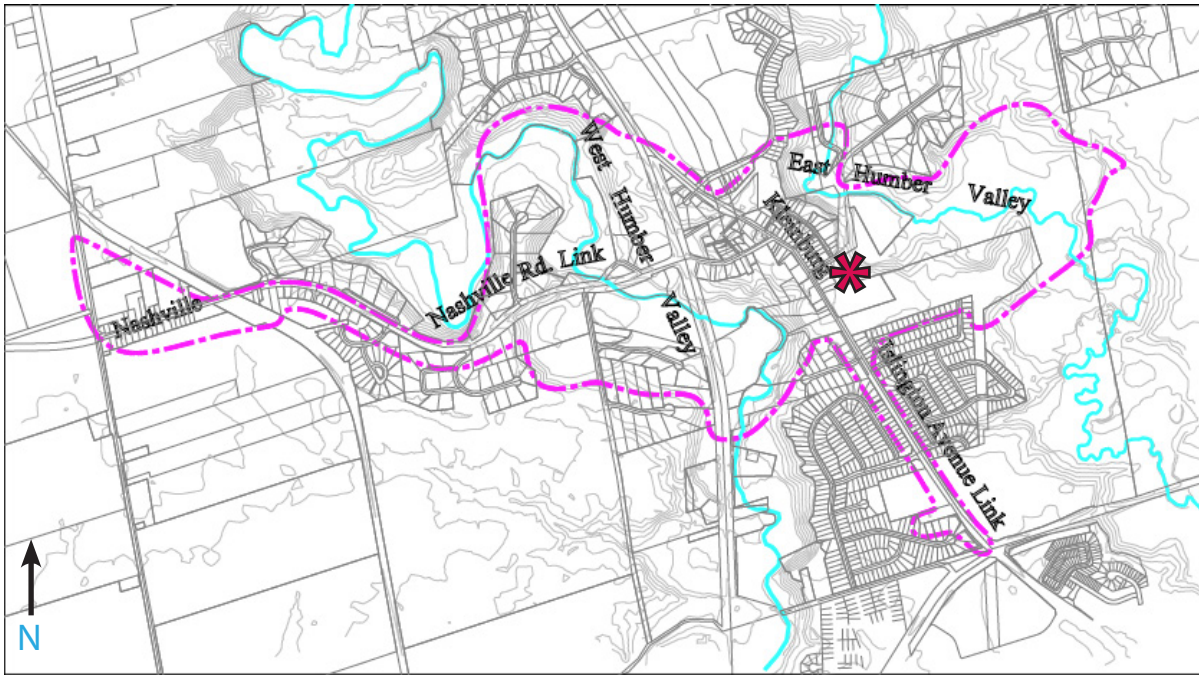 West
Humber
Valley
East
Humber
Valley
Kleinburg
Nashville Rd. Link
Nashville
Islington Avenue Link
N